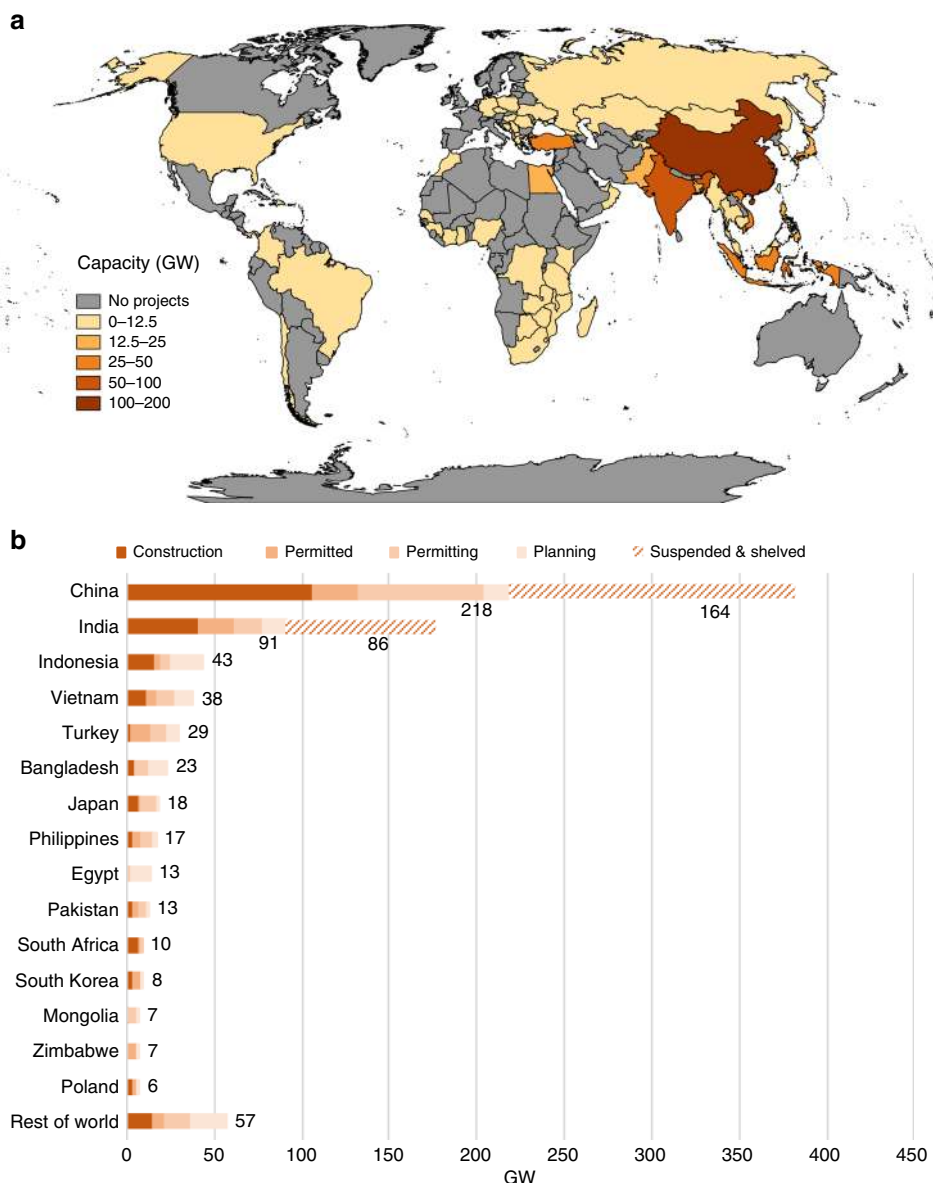 a
Capacity (GW)
No projects
0–12.5
12.5–25
25–50
50–100
100–200
b
Construction Permitted Permitting Planning Suspended & shelved
China 218 164
India 91 86
Indonesia 43
Vietnam 38
Turkey 29
Bangladesh 23
Japan 18
Philippines 17
Egypt 13
Pakistan 13
South Africa 10
South Korea 8
Mongolia 7
Zimbabwe 7
Poland 6
Rest of world 57
0 50 100 150 200 250 300 350 400 450
GW